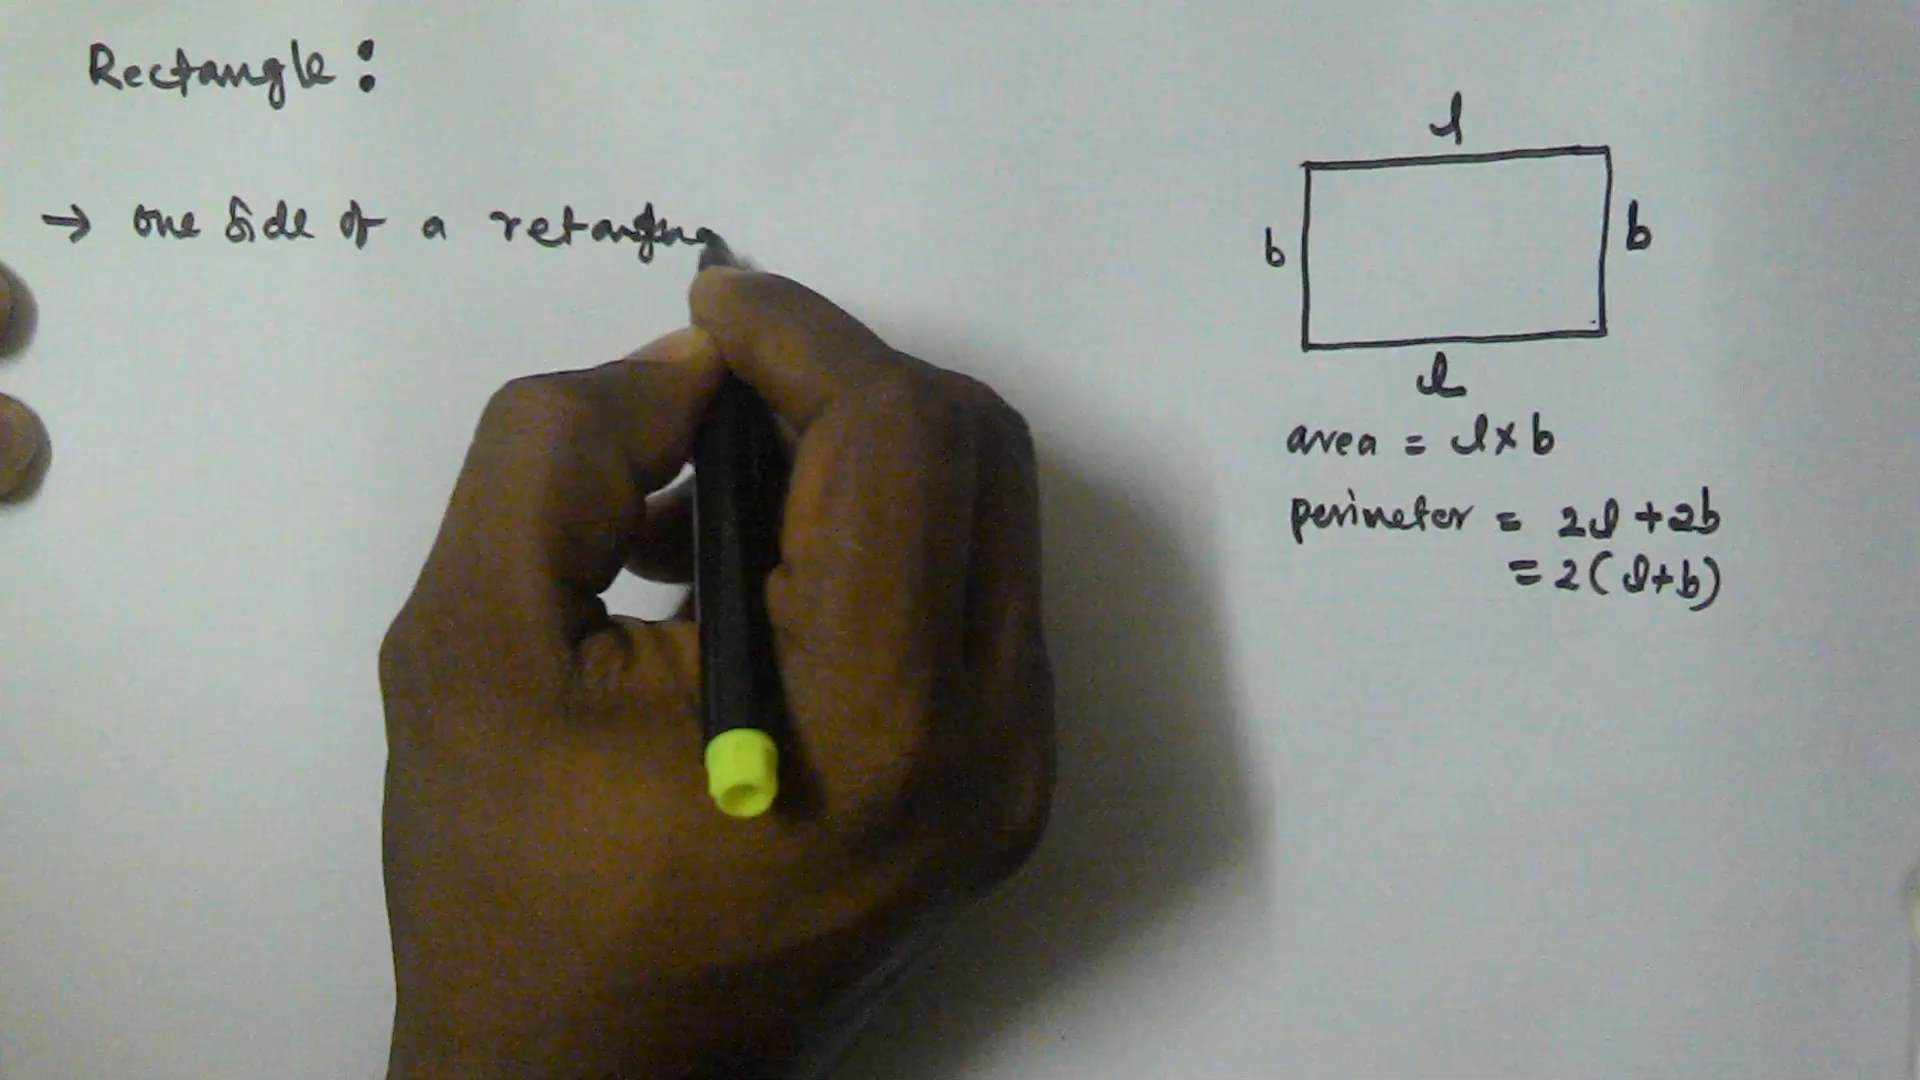 Rectangle:
→ one side of a
l
b
b
l
area = l × b
perimeter = 2l + 2b
= 2(l+b)